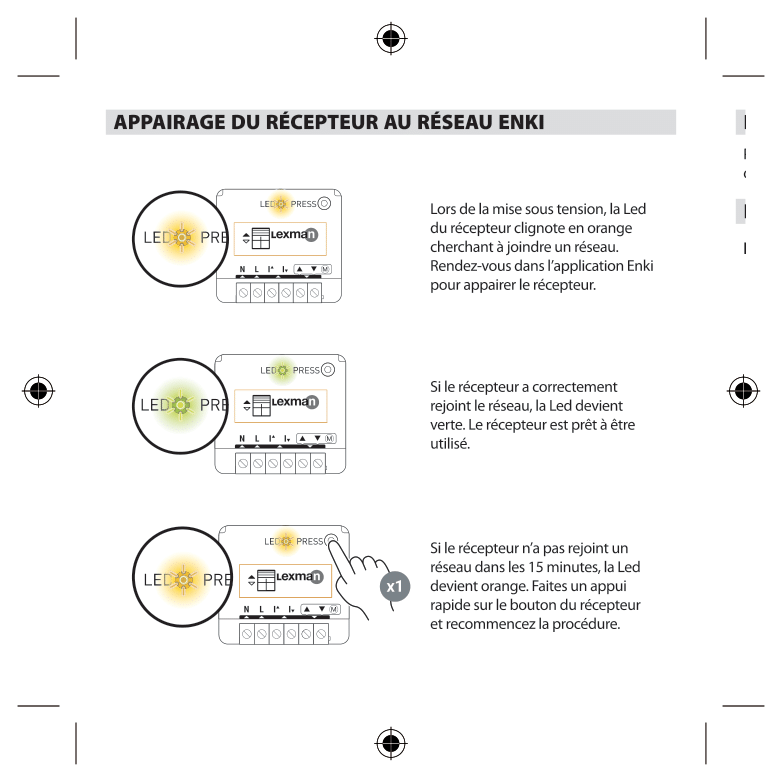 APPAIRAGE DU RÉCEPTEUR AU RÉSEAU ENKI
LED PRESS
LED PRE
Lexman
N L I I M
Lors de la mise sous tension, la Led
du récepteur clignote en orange
cherchant à joindre un réseau.
Rendez-vous dans l’application Enki
pour appairer le récepteur.
LED PRESS
LED PRE
Lexman
N L I I M
Si le récepteur a correctement
rejoint le réseau, la Led devient
verte. Le récepteur est prêt à être
utilisé.
LED PRESS
LED PRE
Lexman
x1
N L I I M
Si le récepteur n’a pas rejoint un
réseau dans les 15 minutes, la Led
devient orange. Faites un appui
rapide sur le bouton du récepteur
et recommencez la procédure.